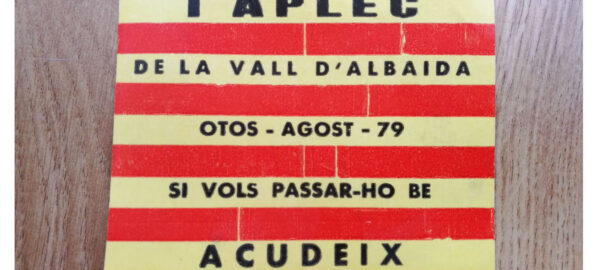 I APLEC
DE LA VALL D'ALBAIDA
OTOS - AGOST - 79
SI VOLS PASSAR-HO BE
ACUDEIX